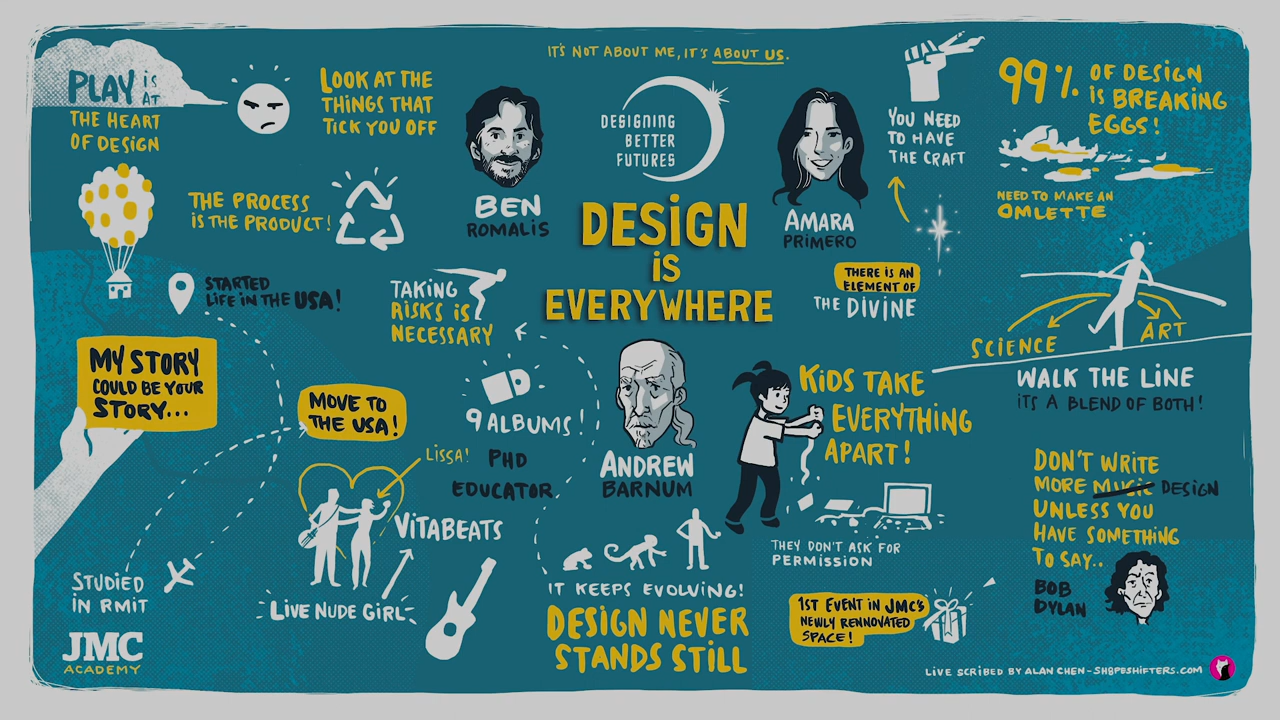 IT'S NOT ABOUT ME, IT'S ABOUT US.
PLAY IS
AT
THE HEART
OF DESIGN
LOOK AT THE
THINGS THAT
TICK YOU OFF
THE PROCESS
IS THE PRODUCT!
BEN
ROMALIS
DESIGNING
BETTER
FUTURES
DESIGN
IS
EVERYWHERE
AMARA
PRIMERO
YOU NEED
TO HAVE
THE CRAFT
THERE IS AN
ELEMENT OF
THE DIVINE
99% OF DESIGN
IS BREAKING
EGGS!
NEED TO MAKE AN
OMLETTE
SCIENCE
ART
WALK THE LINE
ITS A BLEND OF BOTH!
STARTED
LIFE IN THE USA!
MY STORY
COULD BE YOUR
STORY...
TAKING
RISKS IS
NECESSARY
MOVE TO
THE USA!
9 ALBUMS!
LISSA!
PHD
EDUCATOR
VITABEATS
LIVE NUDE GIRL
STUDIED
IN RMIT
JMC
ACADEMY
ANDREW
BARNUM
IT KEEPS EVOLVING!
DESIGN NEVER
STANDS STILL
KIDS TAKE
EVERYTHING
APART!
THEY DON'T ASK FOR
PERMISSION
1ST EVENT IN JMC'S
NEWLY RENNOVATED
SPACE!
DON'T WRITE
MORE MUSIC DESIGN
UNLESS YOU
HAVE SOMETHING
TO SAY..
BOB
DYLAN
LIVE SCRIBED BY ALAN CHEN - SH8P8SHIFTERS.COM